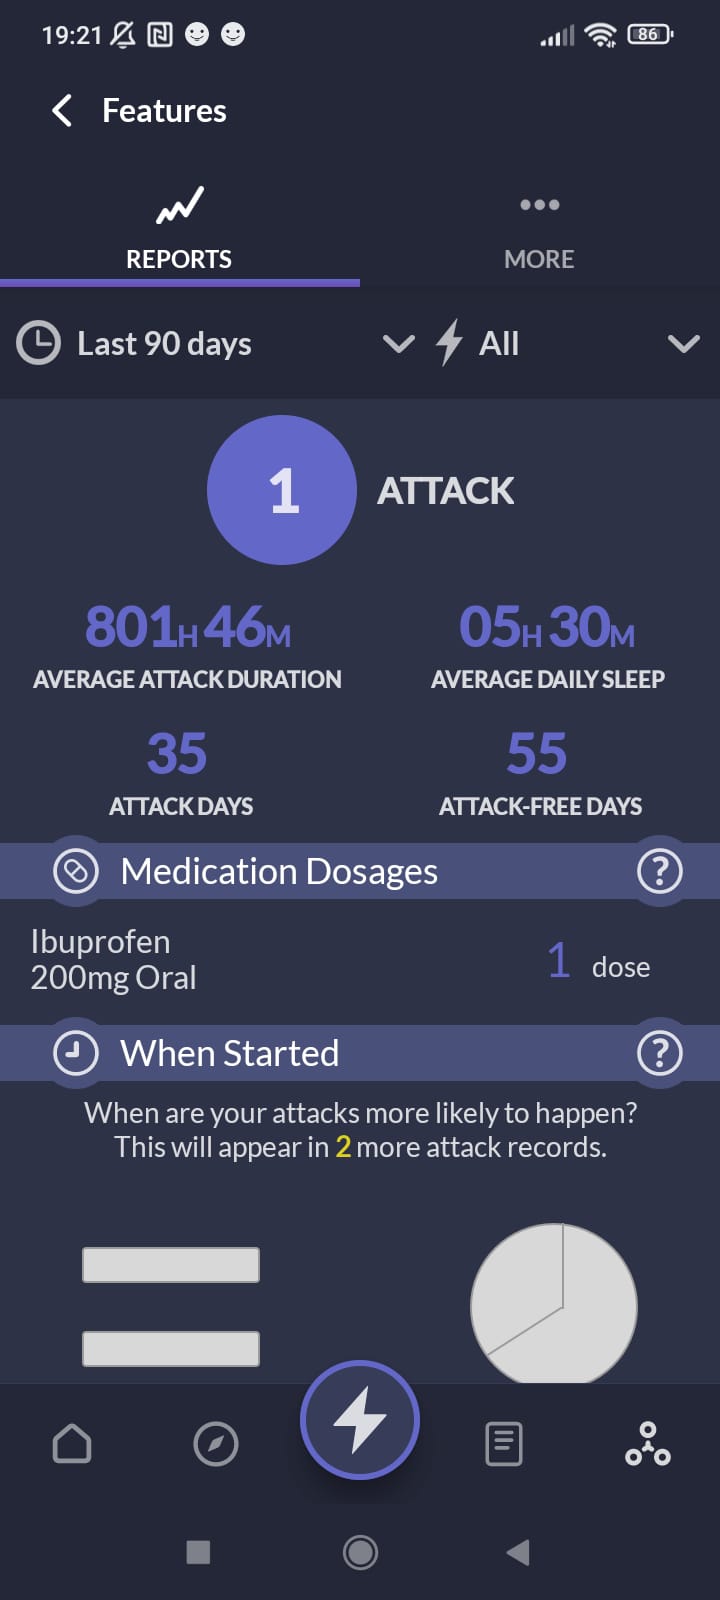 19:21
86
Features
REPORTS
MORE
Last 90 days
All
1 ATTACK
801H 46M
AVERAGE ATTACK DURATION
05H 30M
AVERAGE DAILY SLEEP
35
ATTACK DAYS
55
ATTACK-FREE DAYS
Medication Dosages ?
Ibuprofen
200mg Oral
1 dose
When Started ?
When are your attacks more likely to happen?
This will appear in 2 more attack records.